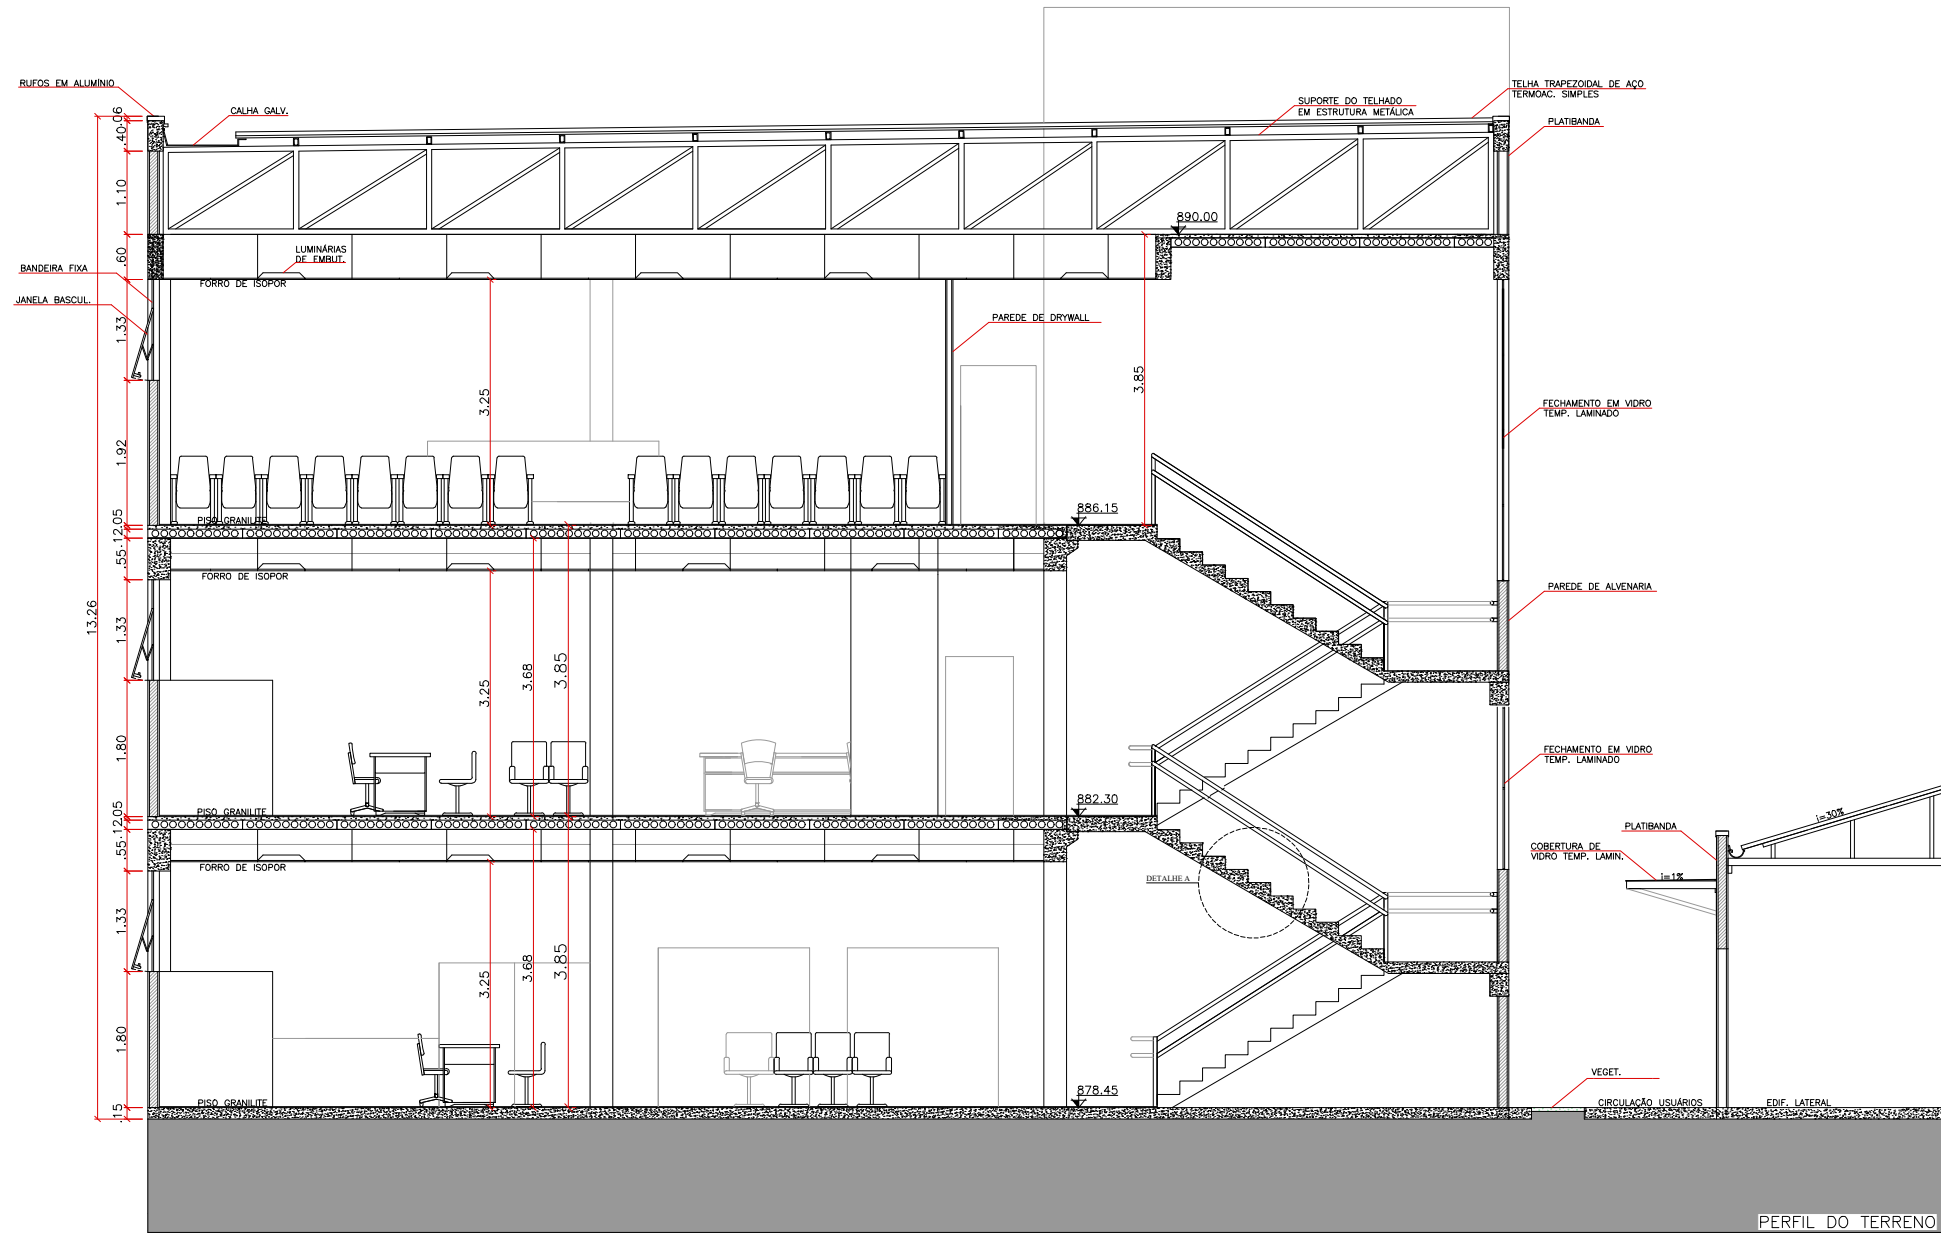 RUFOS EM ALUMÍNIO
CALHA GALV.
SUPORTE DO TELHADO
EM ESTRUTURA METÁLICA
TELHA TRAPEZOIDAL DE AÇO
TERMOAC. SIMPLES
PLATIBANDA
.06
.40
1.10
.60
890.00
LUMINÁRIAS
DE EMBUT.
BANDEIRA FIXA
FORRO DE ISOPOR
JANELA BASCUL.
1.33
PAREDE DE DRYWALL
3.25
3.85
FECHAMENTO EM VIDRO
TEMP. LAMINADO
1.92
PISO GRANILITE
886.15
.05
.12
.55
FORRO DE ISOPOR
13.26
1.33
PAREDE DE ALVENARIA
3.25
3.68
3.85
1.80
FECHAMENTO EM VIDRO
TEMP. LAMINADO
PISO GRANILITE
882.30
.05
.12
.55
i=30%
PLATIBANDA
COBERTURA DE
VIDRO TEMP. LAMIN.
i=1%
FORRO DE ISOPOR
DETALHE A
1.33
3.25
3.68
3.85
1.80
VEGET.
878.45
PISO GRANILITE
CIRCULAÇÃO USUÁRIOS
EDIF. LATERAL
.15
PERFIL DO TERRENO